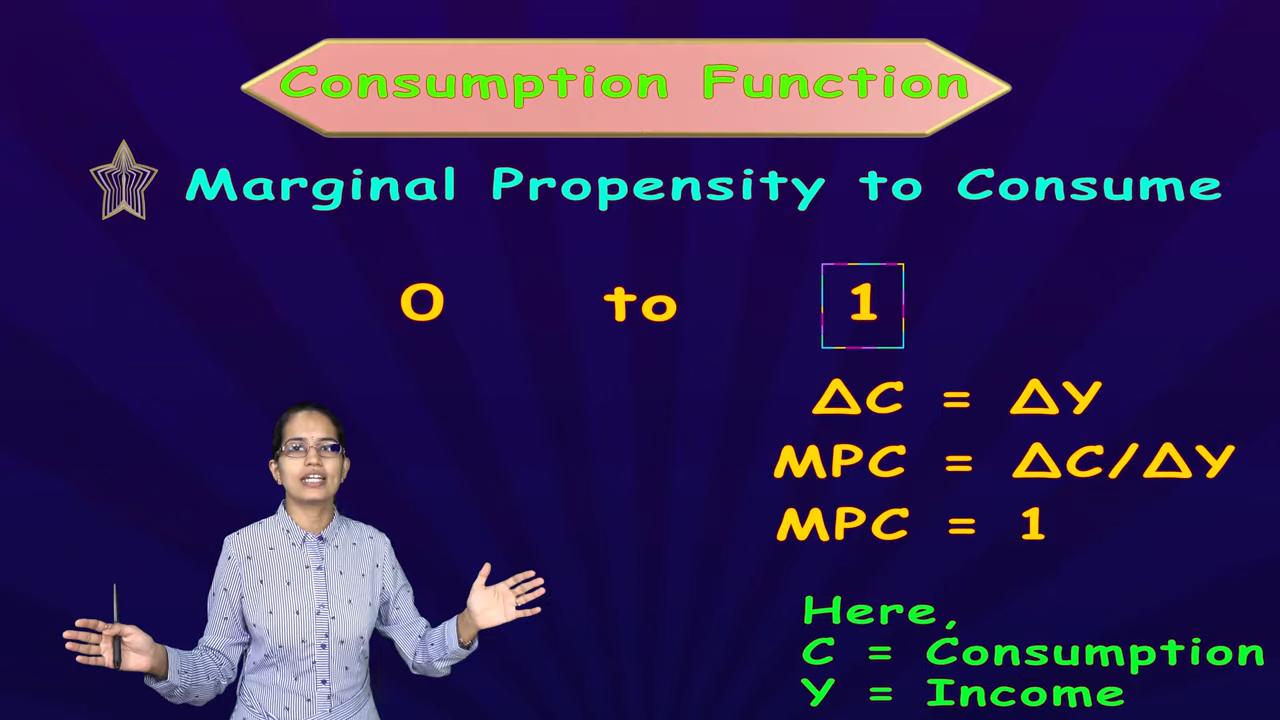 Consumption Function
Marginal Propensity to Consume
0 to 1
ΔC = ΔY
MPC = ΔC/ΔY
MPC = 1
Here,
C = Consumption
Y = Income